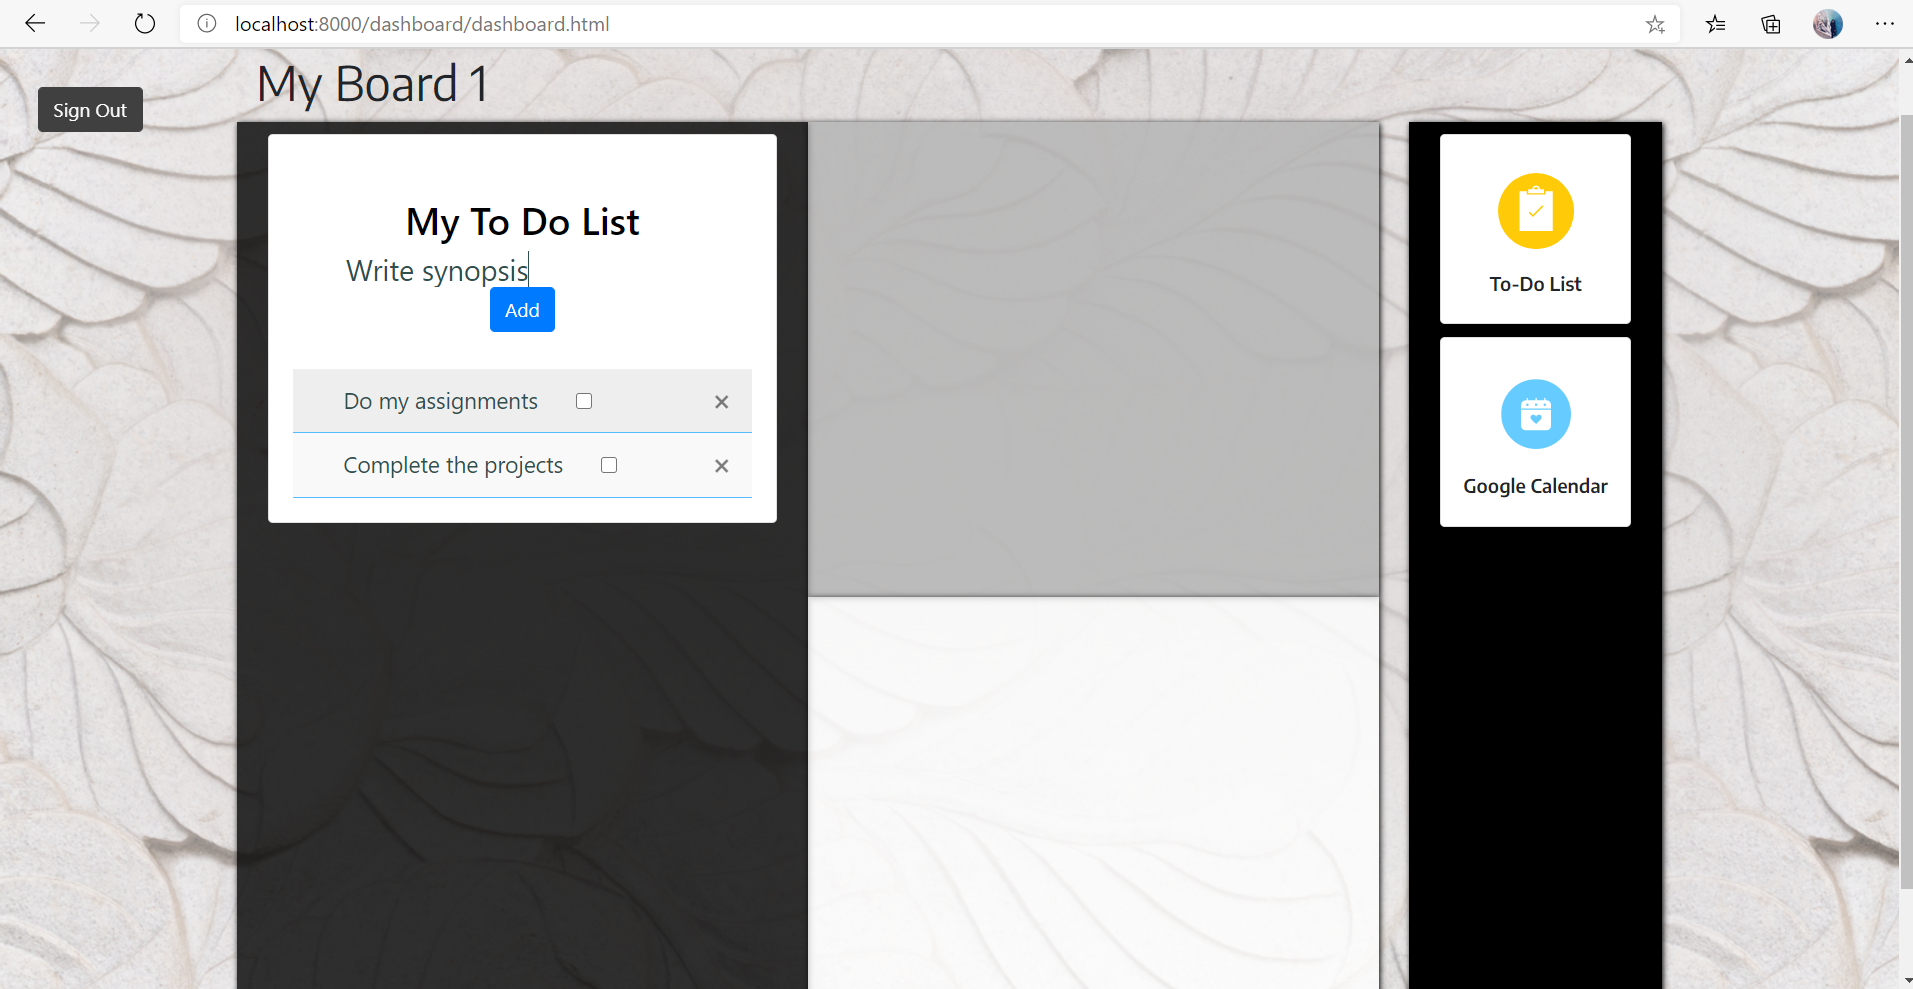 localhost:8000/dashboard/dashboard.html
My Board 1
Sign Out
My To Do List
Write synopsis
Add
Do my assignments
Complete the projects
To-Do List
Google Calendar